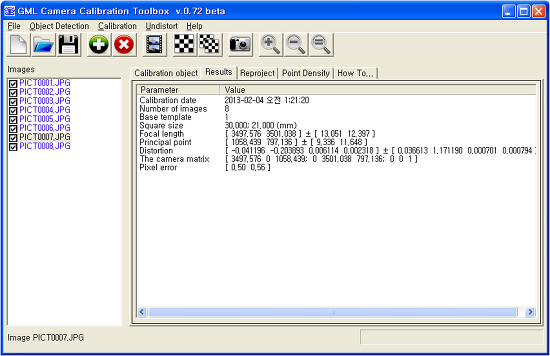 GML Camera Calibration Toolbox v.0.72 beta
File Object Detection Calibration Undistort Help
Images
PICT0001.JPG
PICT0002.JPG
PICT0003.JPG
PICT0004.JPG
PICT0005.JPG
PICT0006.JPG
PICT0007.JPG
PICT0008.JPG
Calibration object Results Reproject Point Density How To...
Parameter Value
Calibration date 2013-02-04 오전 1:21:20
Number of images 8
Base template 1
Square size 30,000; 21,000 (mm)
Focal length [ 3497,576 3501,038 ] ± [ 13,051 12,397 ]
Principal point [ 1058,439 797,136 ] ± [ 9,336 11,648 ]
Distortion [ -0,041196 -0,203893 0,006114 0,002318 ] ± [ 0,036613 1,171190 0,000701 0,000794 ]
The camera matrix [ 3497,576 0 1058,439; 0 3501,038 797,136; 0 0 1 ]
Pixel error [ 0,50 0,56 ]
Image PICT0007.JPG